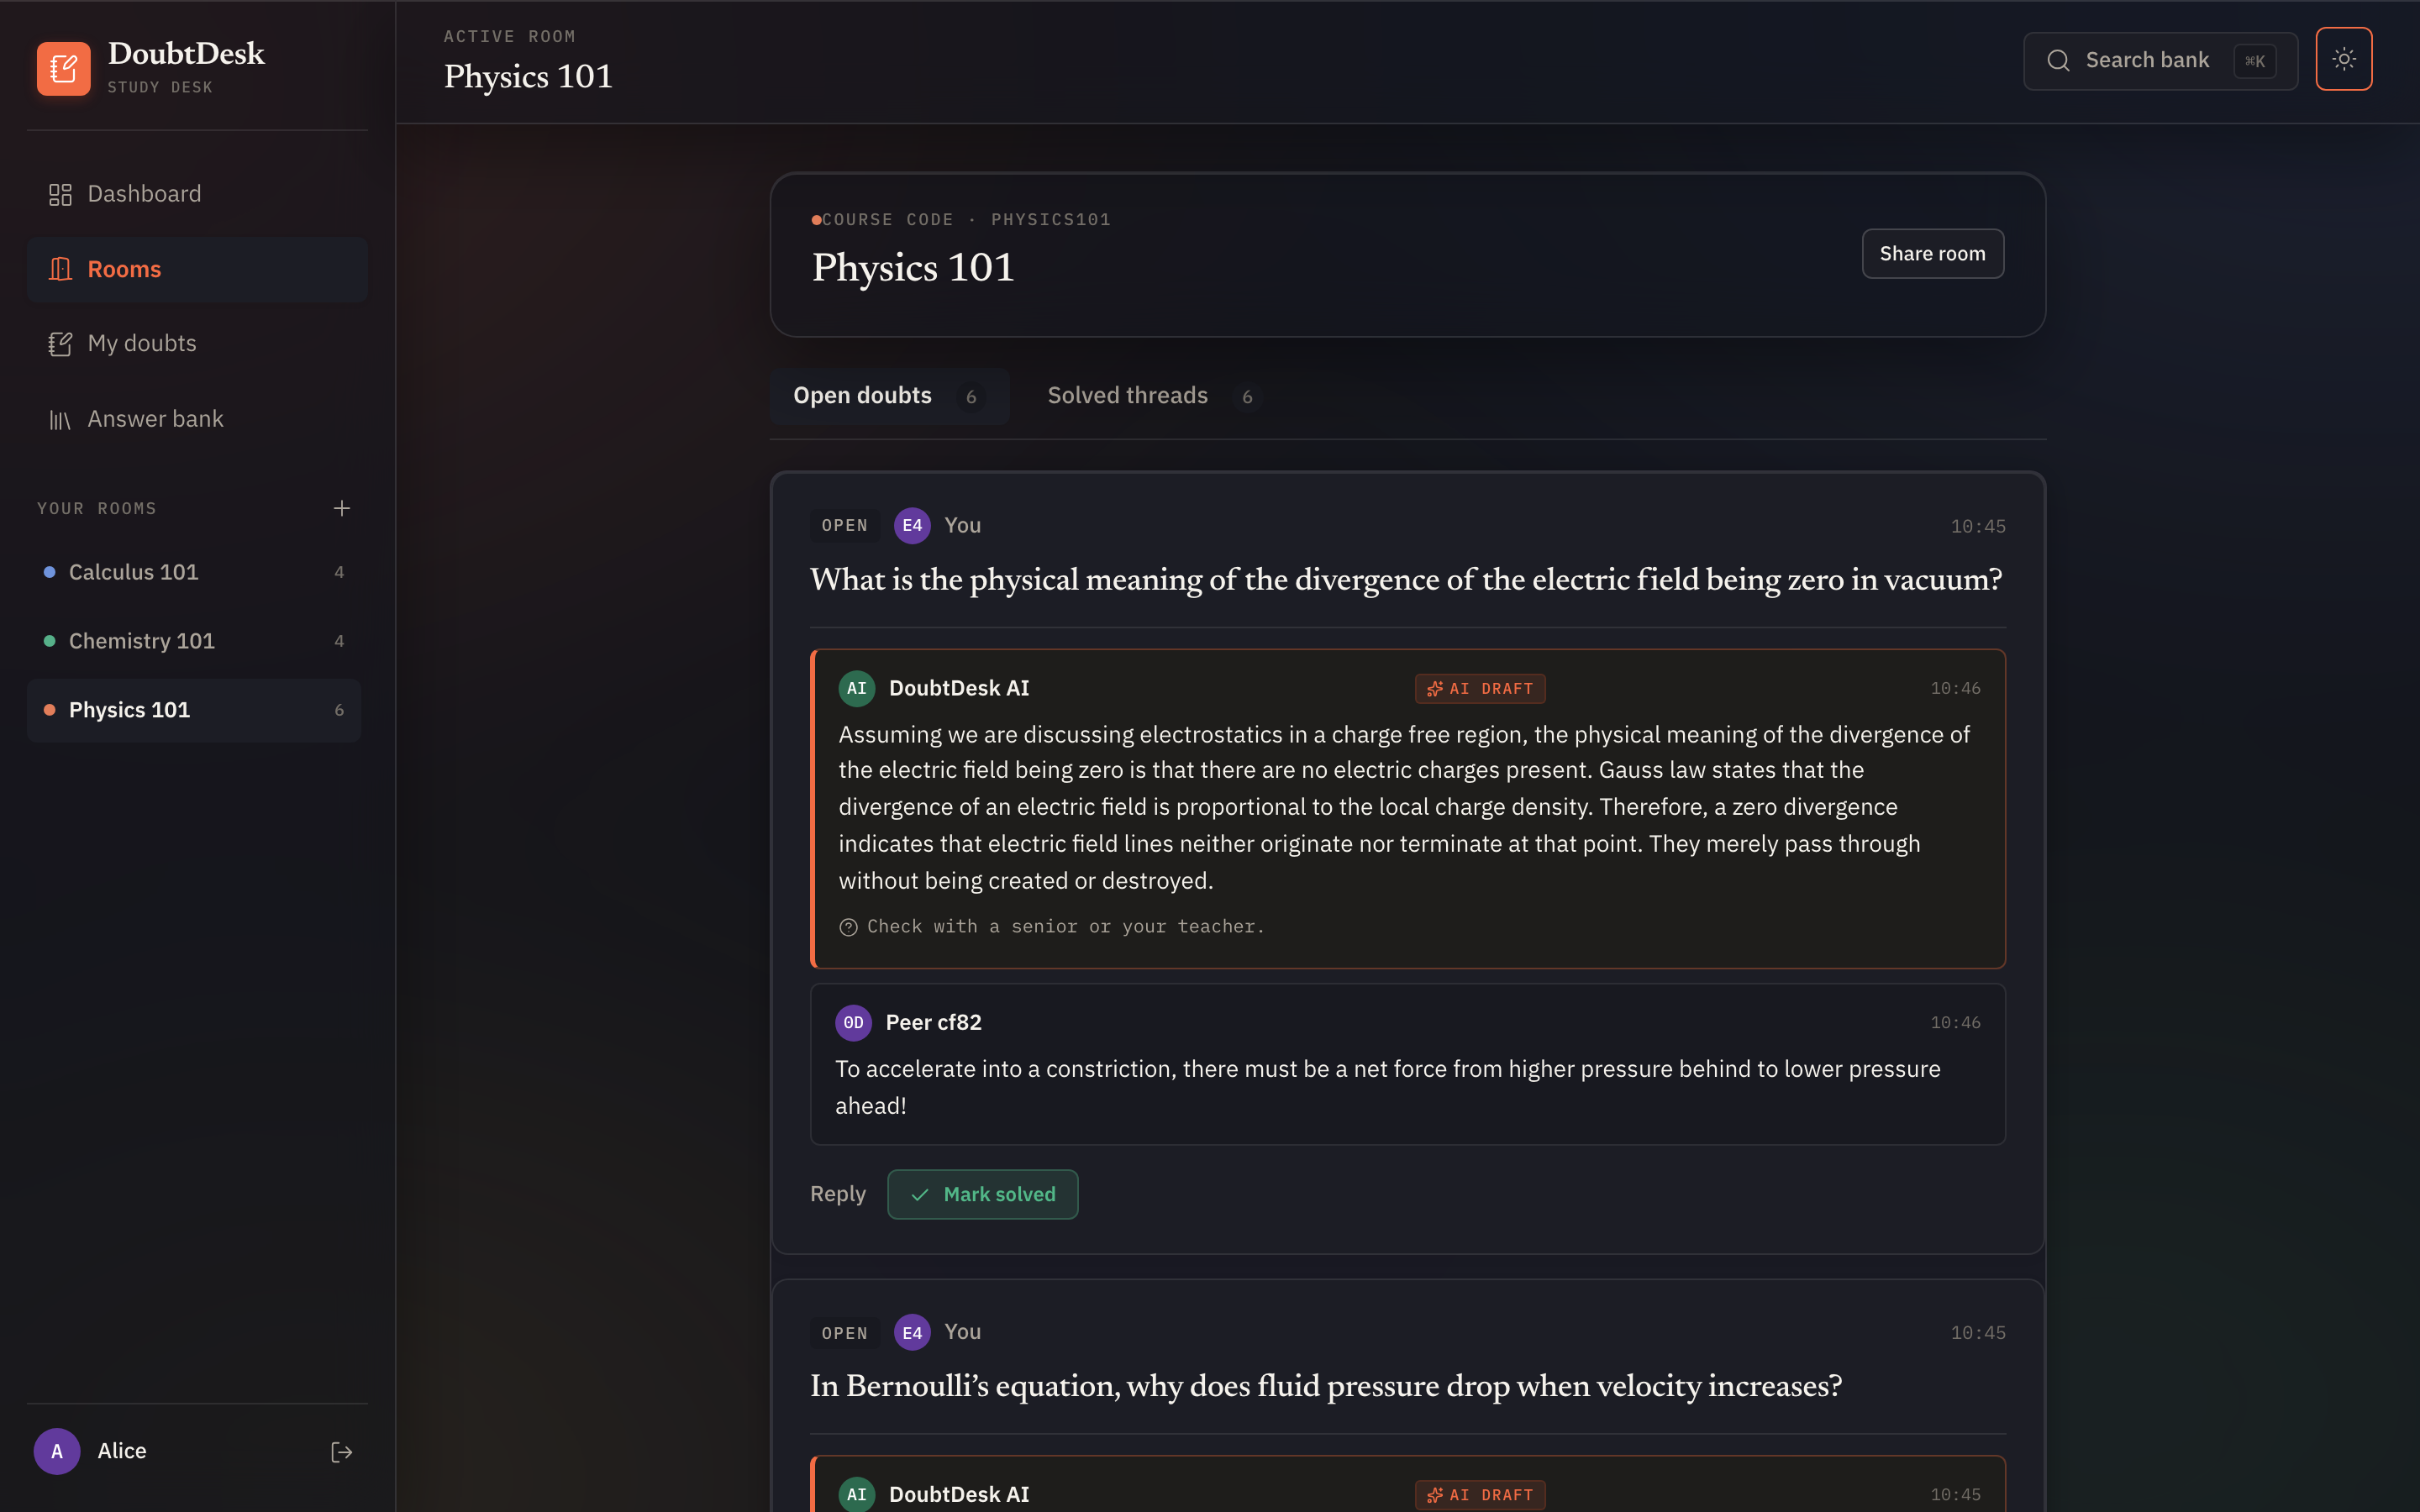 DoubtDesk
STUDY DESK
Dashboard
Rooms
My doubts
Answer bank
YOUR ROOMS
Calculus 101 4
Chemistry 101 4
Physics 101 6
A Alice
ACTIVE ROOM
Physics 101
Search bank ⌘K
COURSE CODE · PHYSICS101
Physics 101
Share room
Open doubts 6 Solved threads 6
OPEN E4 You 10:45
What is the physical meaning of the divergence of the electric field being zero in vacuum?
AI DoubtDesk AI AI DRAFT 10:46
Assuming we are discussing electrostatics in a charge free region, the physical meaning of the divergence of
the electric field being zero is that there are no electric charges present. Gauss law states that the
divergence of an electric field is proportional to the local charge density. Therefore, a zero divergence
indicates that electric field lines neither originate nor terminate at that point. They merely pass through
without being created or destroyed.
Check with a senior or your teacher.
0D Peer cf82 10:46
To accelerate into a constriction, there must be a net force from higher pressure behind to lower pressure
ahead!
Reply Mark solved
OPEN E4 You 10:45
In Bernoulli’s equation, why does fluid pressure drop when velocity increases?
AI DoubtDesk AI AI DRAFT 10:45